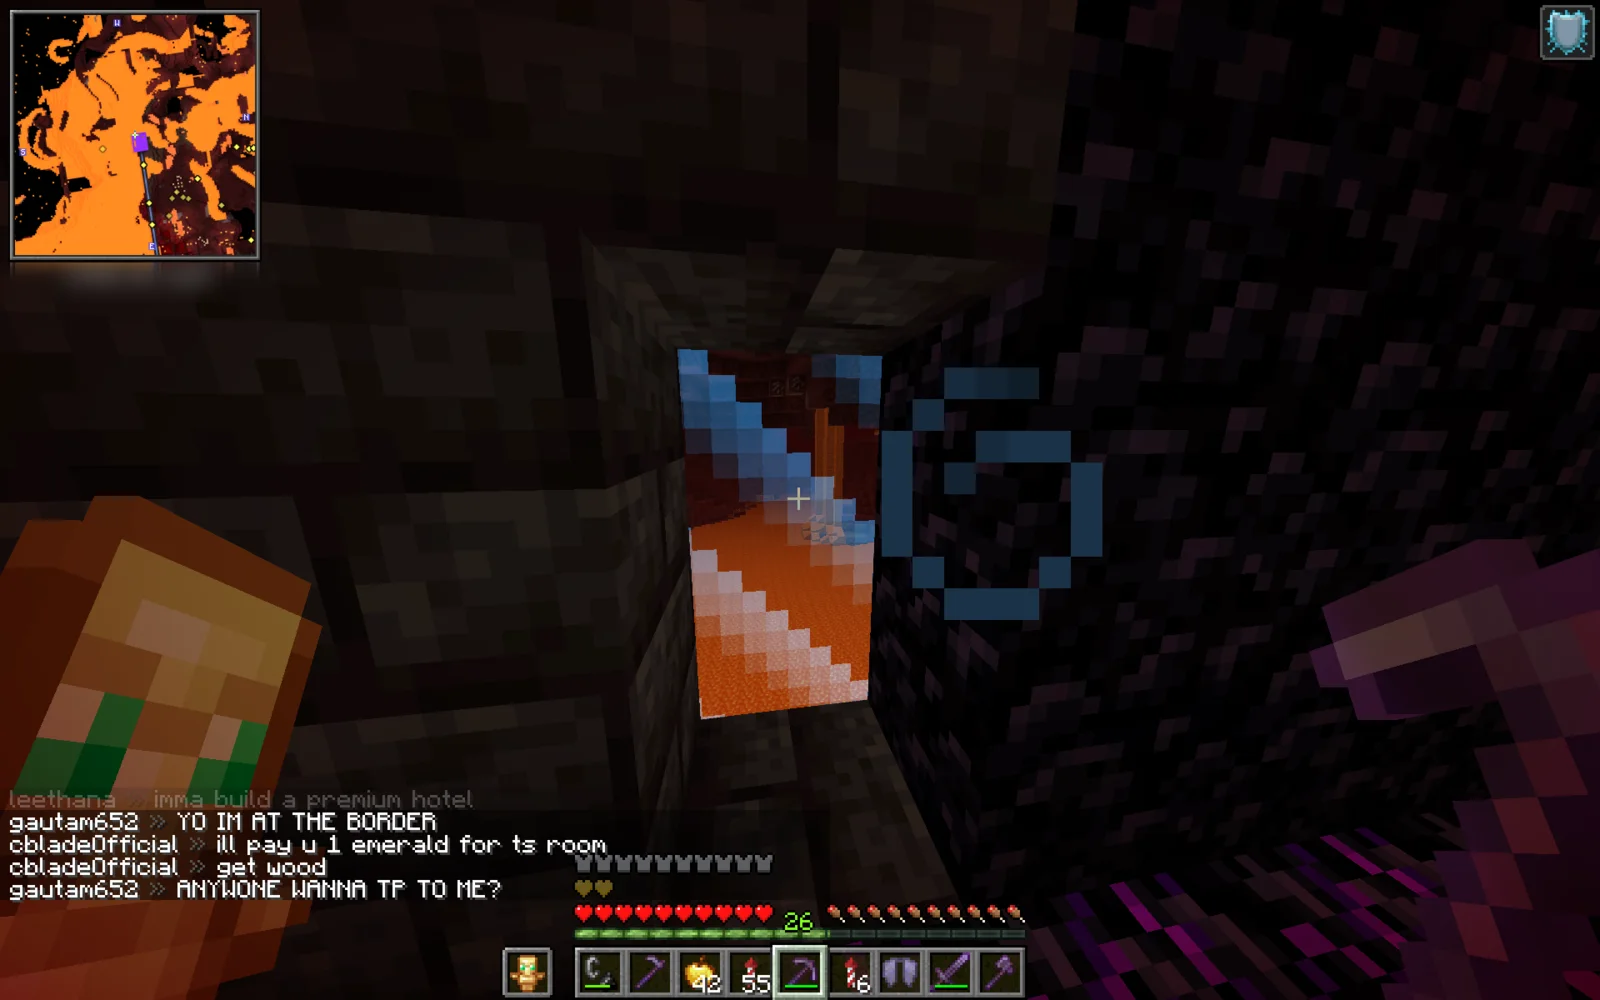 W
N
S
E
leethana » imma build a premium hotel
gautam652 » YO IM AT THE BORDER
cbladeOfficial » ill pay u 1 emerald for ts room
cbladeOfficial » get wood
gautam652 » ANYWONE WANNA TP TO ME?
26
42 55 6